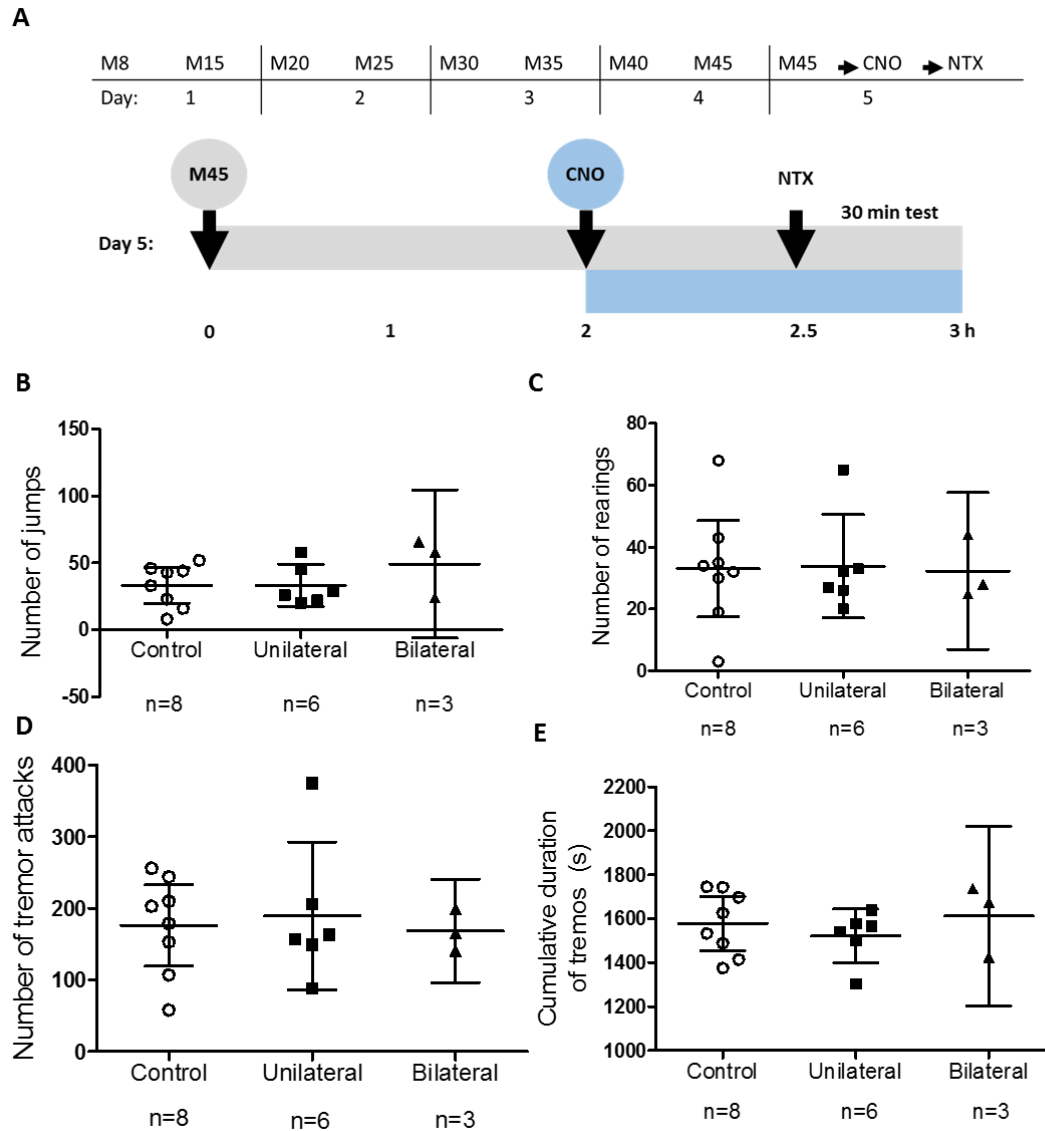 A
M8 M15 M20 M25 M30 M35 M40 M45 M45 CNO NTX
Day: 1 2 3 4 5
M45 CNO NTX
30 min test
Day 5:
0 1 2 2.5 3 h
B
Number of jumps
150
100
50
0
-50
Control Unilateral Bilateral
n=8 n=6 n=3
C
Number of rearings
80
60
40
20
0
Control Unilateral Bilateral
n=8 n=6 n=3
D
Number of tremor attacks
400
300
200
100
0
Control Unilateral Bilateral
n=8 n=6 n=3
E
Cumulative duration
of tremos (s)
2200
2000
1800
1600
1400
1200
1000
Control Unilateral Bilateral
n=8 n=6 n=3